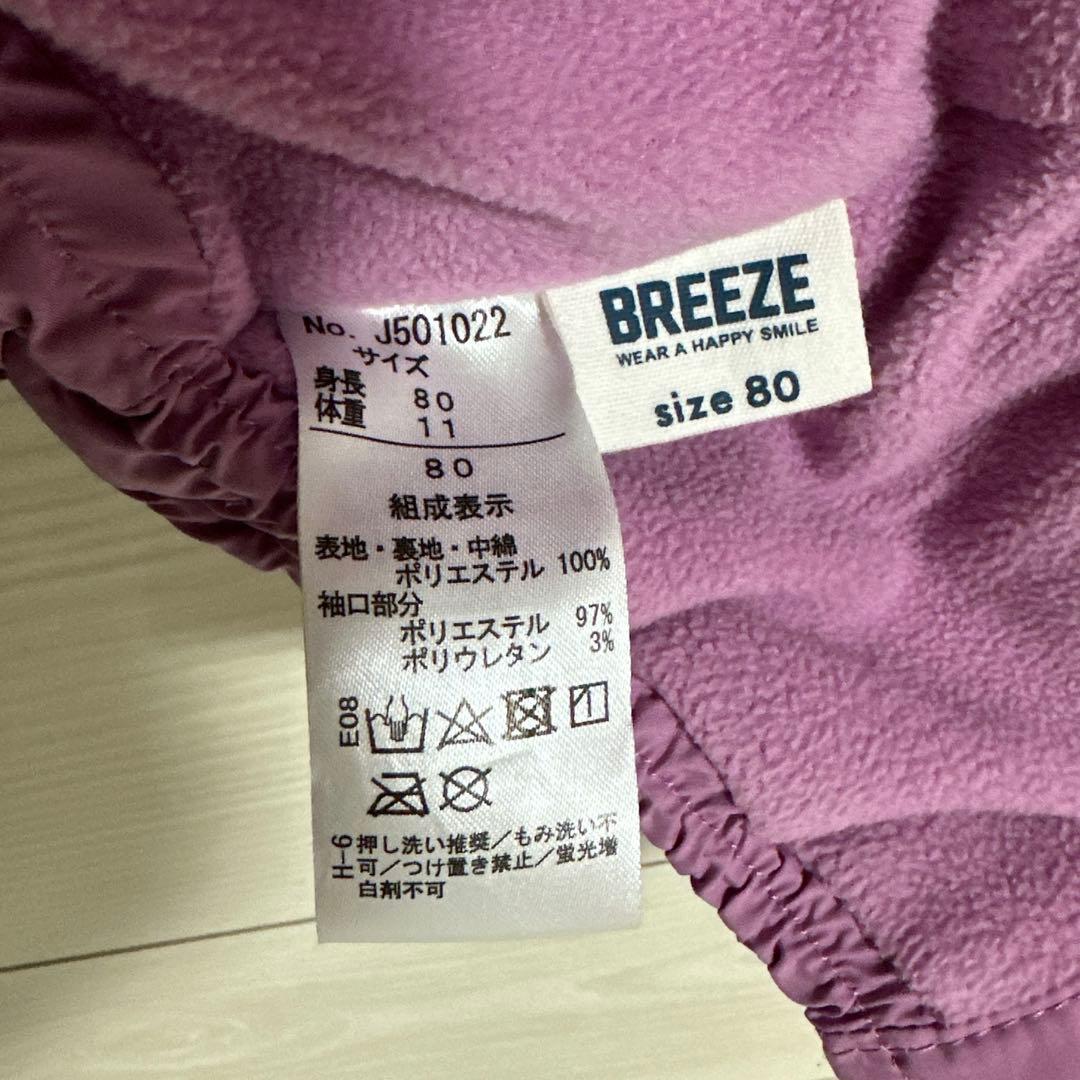 No. J501022
サイズ
身長 80
体重 11
80
組成表示
表地・裏地・中綿
ポリエステル 100%
袖口部分
ポリエステル 97%
ポリウレタン 3%
E08
H-6 押し洗い推奨/もみ洗い不
可/つけ置き禁止/蛍光増
白剤不可
BREEZE
WEAR A HAPPY SMILE
size 80